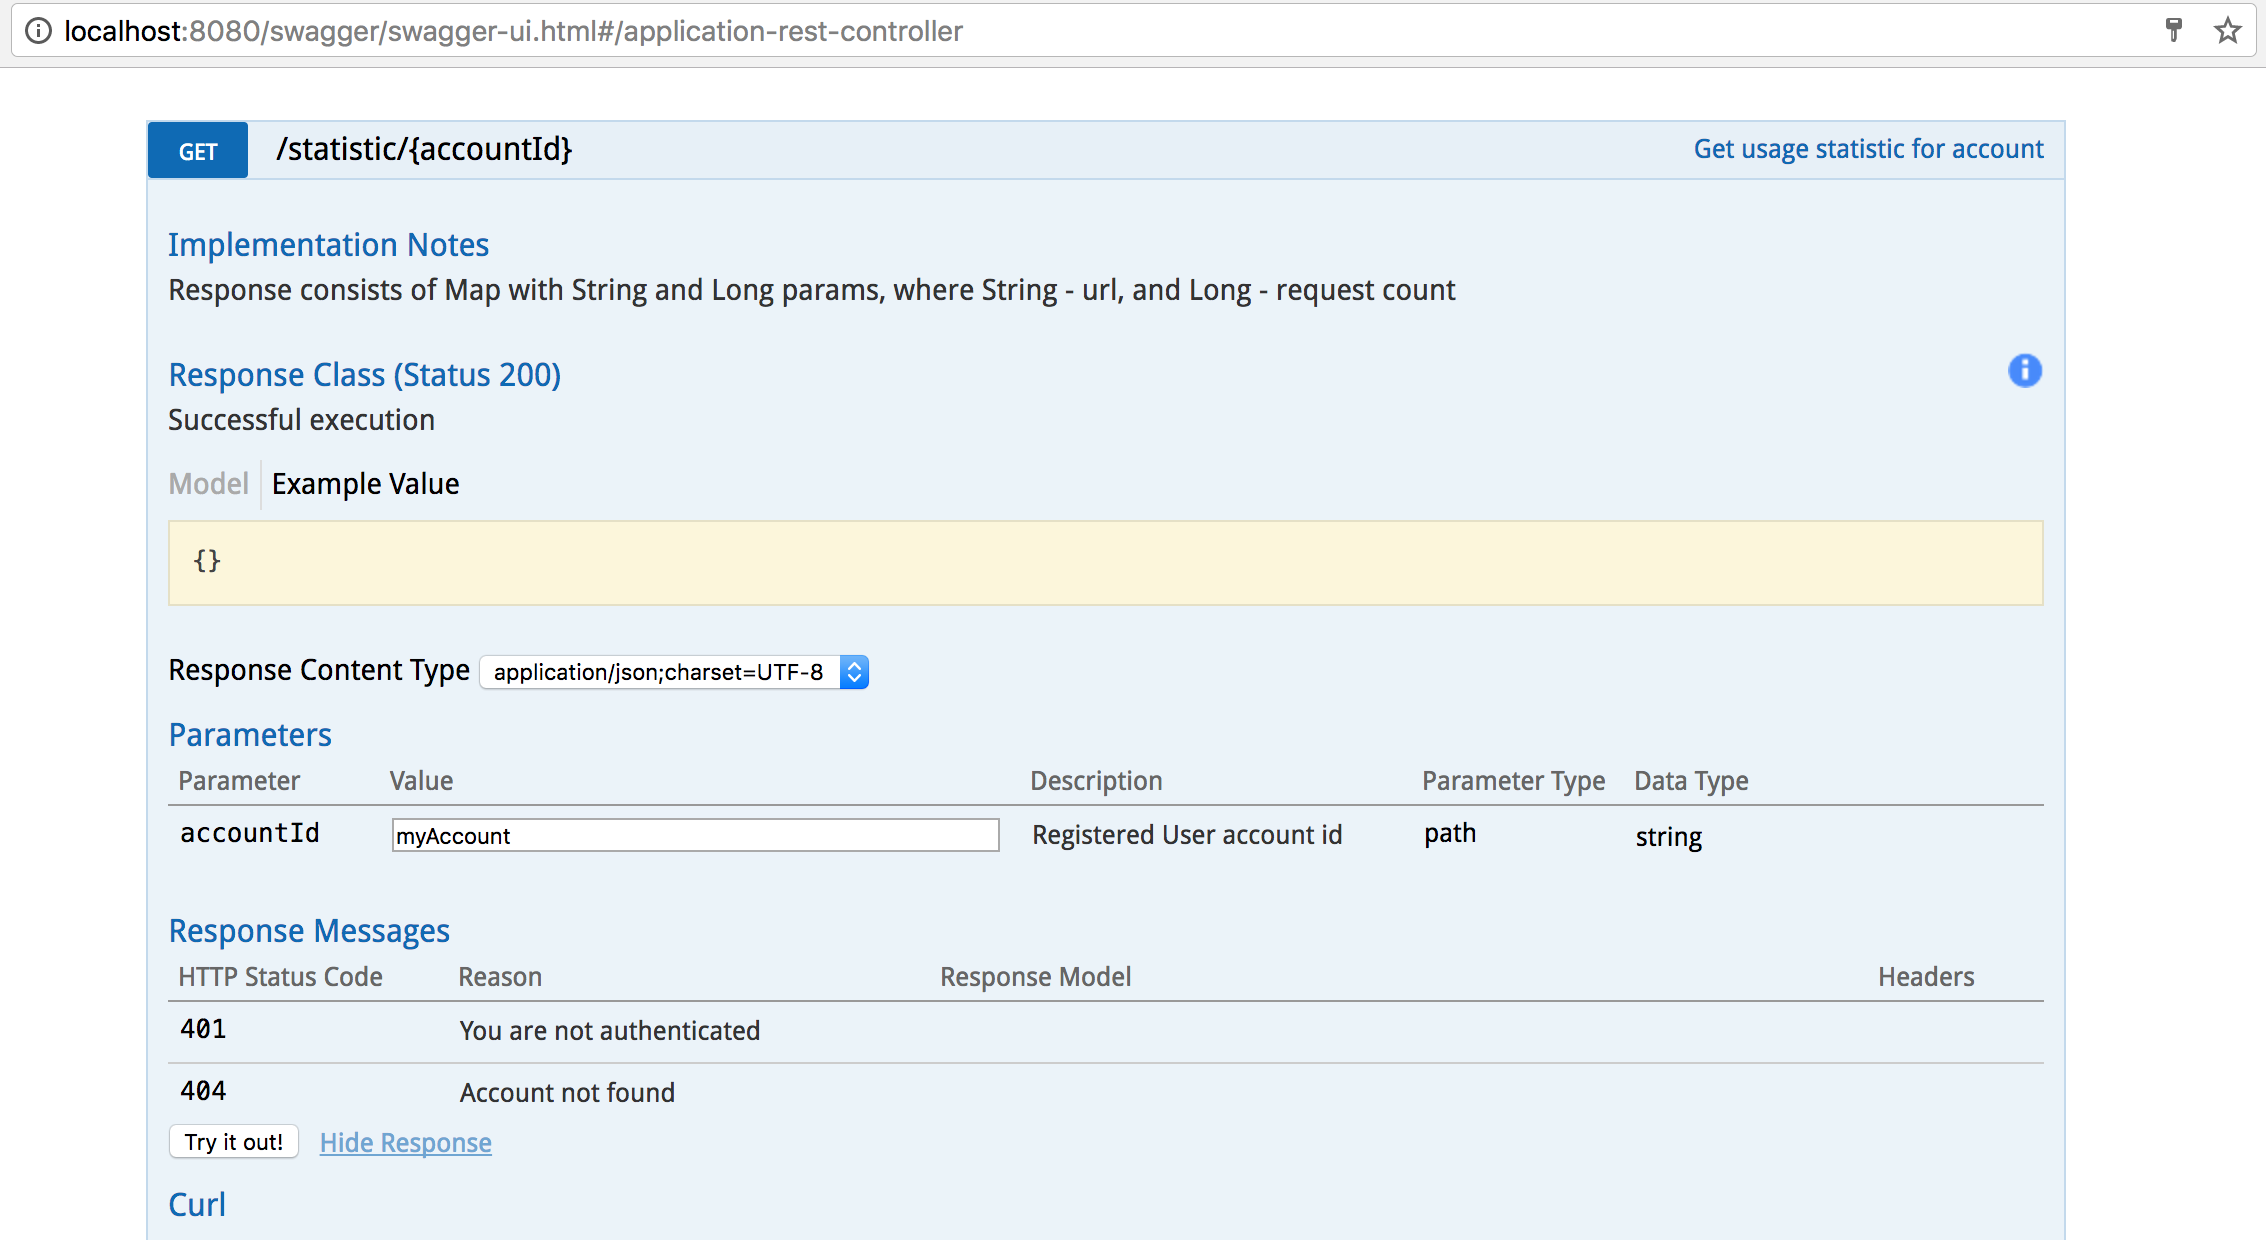 localhost:8080/swagger/swagger-ui.html#/application-rest-controller
GET /statistic/{accountId} Get usage statistic for account
Implementation Notes
Response consists of Map with String and Long params, where String - url, and Long - request count
Response Class (Status 200)
Successful execution
Model Example Value
{}
Response Content Type application/json;charset=UTF-8
Parameters
Parameter Value Description Parameter Type Data Type
accountId myAccount Registered User account id path string
Response Messages
HTTP Status Code Reason Response Model Headers
401 You are not authenticated
404 Account not found
Try it out! Hide Response
Curl